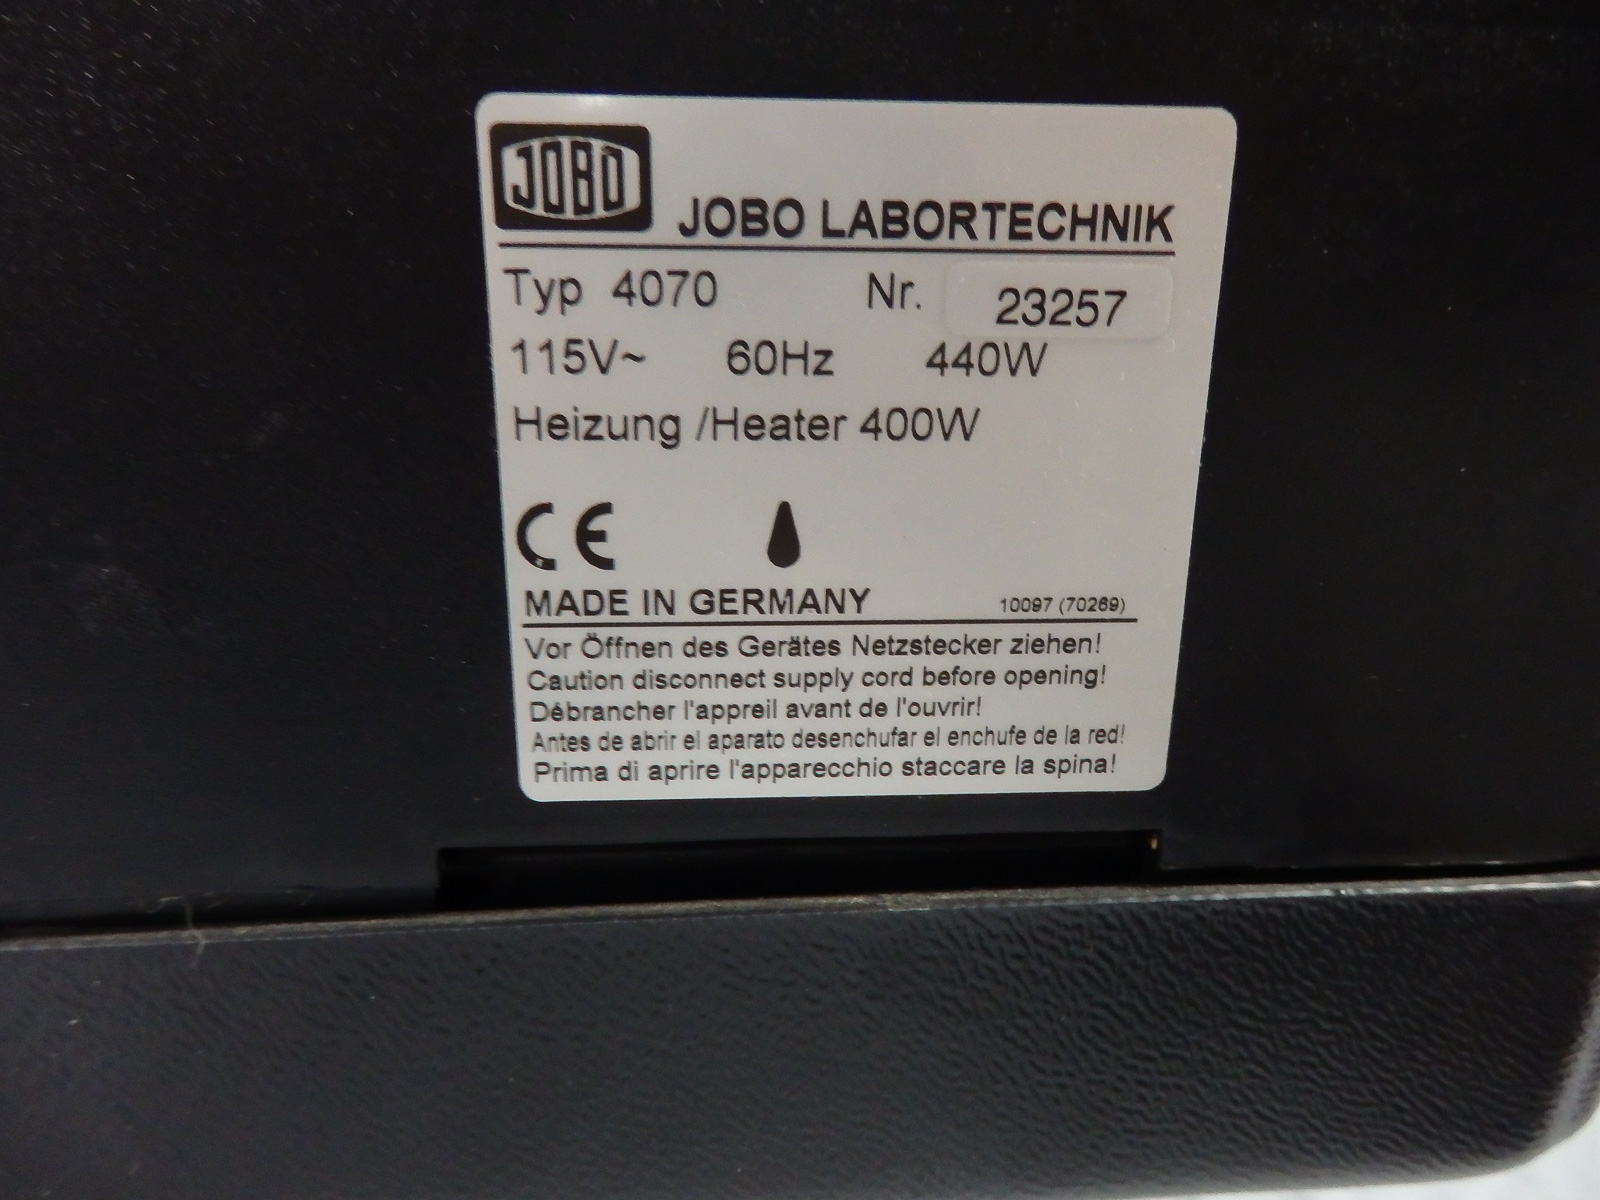 JOBO
JOBO LABORTECHNIK
Typ 4070 Nr. 23257
115V~ 60Hz 440W
Heizung /Heater 400W
CE
MADE IN GERMANY 10097 (70269)
Vor Öffnen des Gerätes Netzstecker ziehen!
Caution disconnect supply cord before opening!
Débrancher l'appreil avant de l'ouvrir!
Antes de abrir el aparato desenchufar el enchufe de la red!
Prima di aprire l'apparecchio staccare la spina!